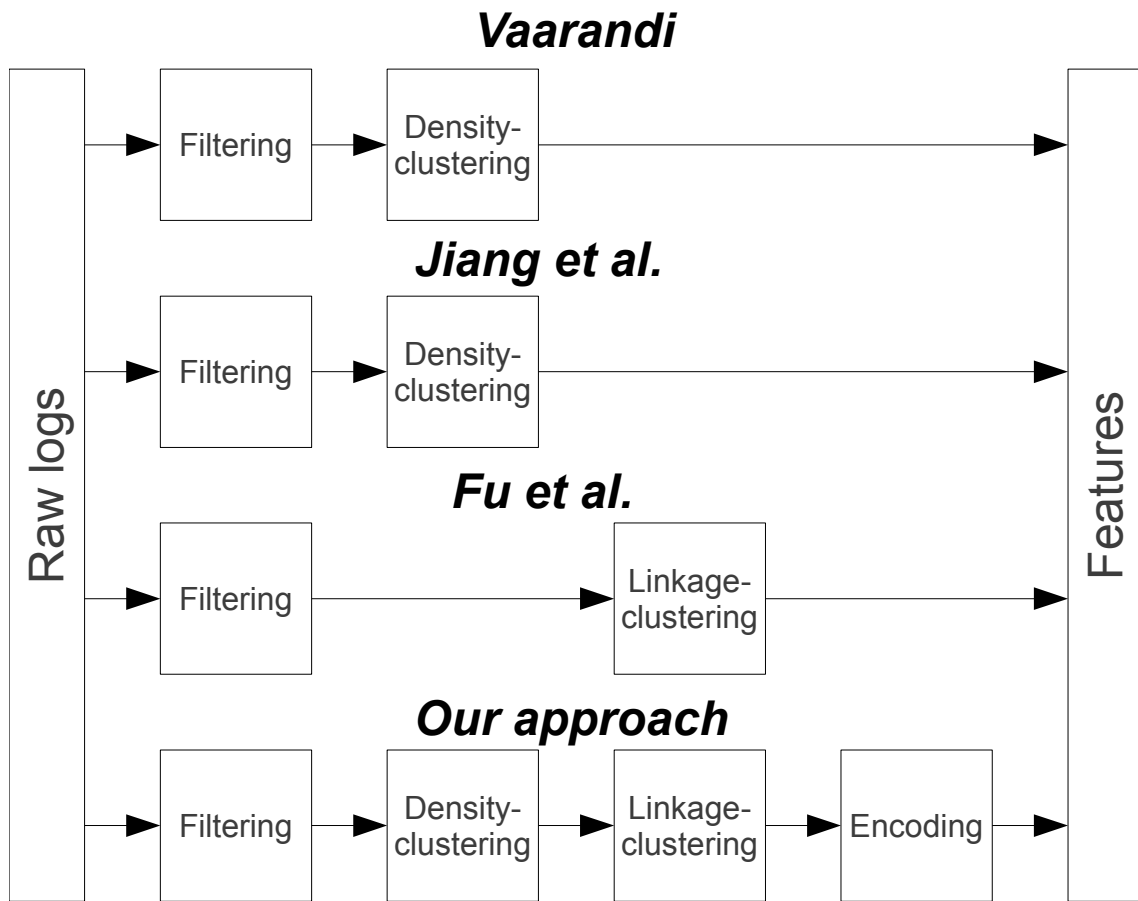 Vaarandi
Raw logs
Filtering
Density-
clustering
Features
Jiang et al.
Filtering
Density-
clustering
Fu et al.
Filtering
Linkage-
clustering
Our approach
Filtering
Density-
clustering
Linkage-
clustering
Encoding